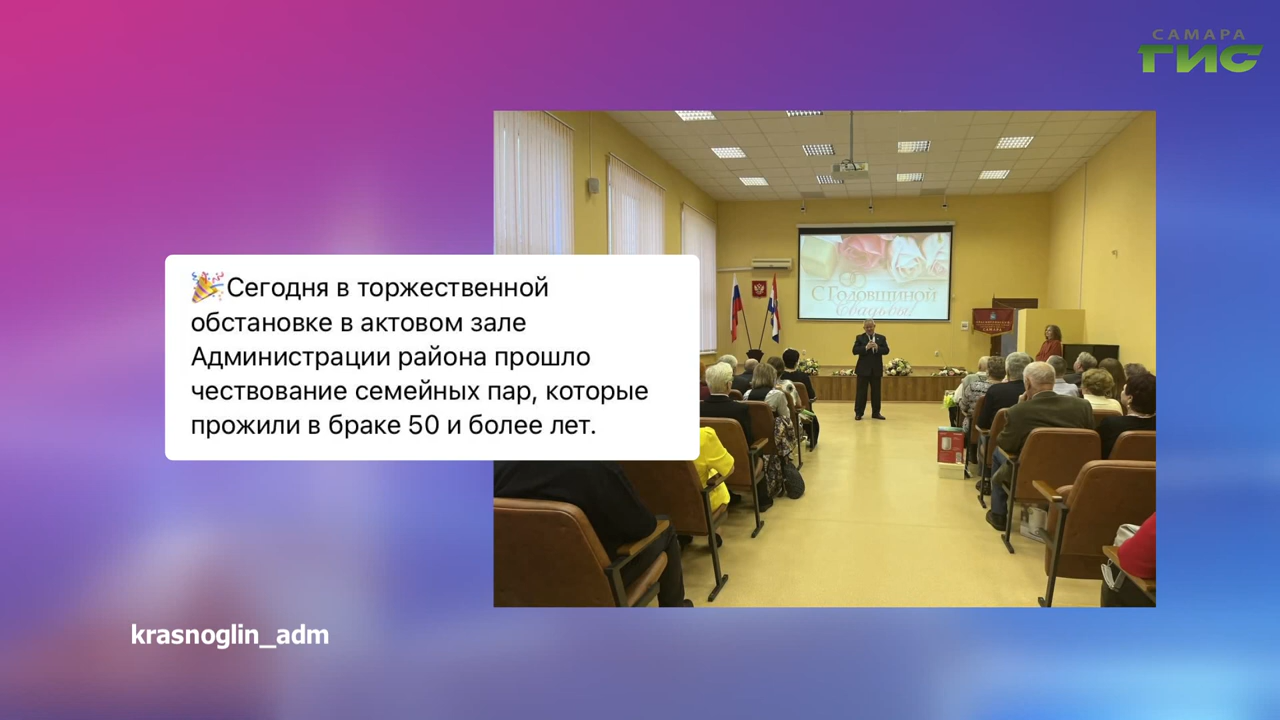 САМАРА
ГИС
🎉Сегодня в торжественной
обстановке в актовом зале
Администрации района прошло
чествование семейных пар, которые
прожили в браке 50 и более лет.
С Годовщиной
Свадьбы!
krasnoglin_adm